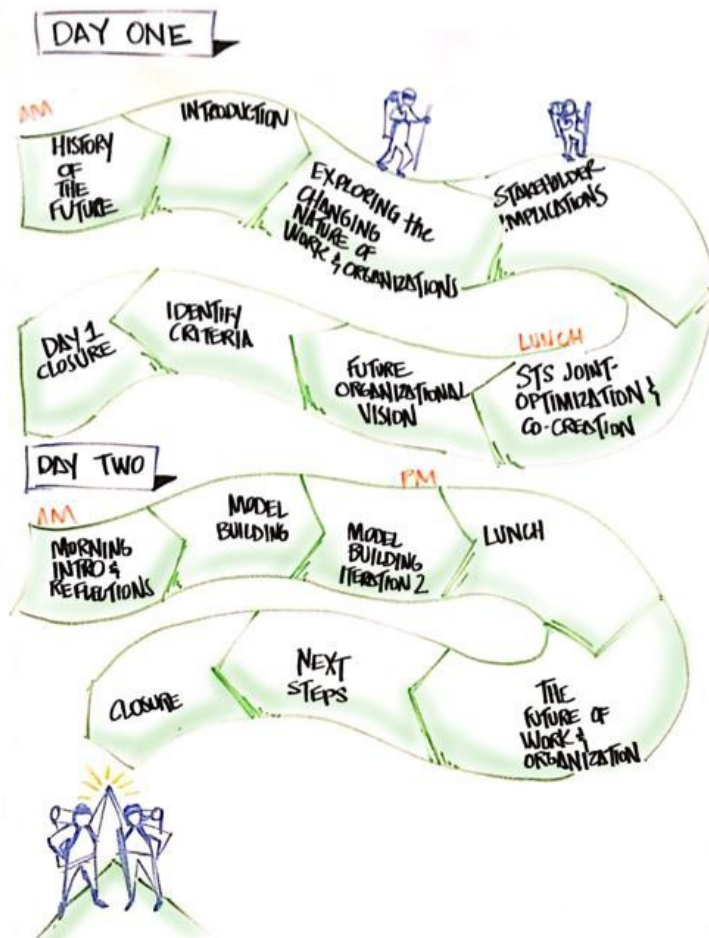 DAY ONE
AM
HISTORY
OF
THE
FUTURE
INTRODUCTION
EXPLORING the
CHANGING
NATURE OF
WORK & ORGANIZATIONS
STAKEHOLDER
IMPLICATIONS
LUNCH
STS JOINT-
OPTIMIZATION &
CO-CREATION
FUTURE
ORGANIZATIONAL
VISION
IDENTIFY
CRITERIA
DAY 1
CLOSURE
DAY TWO
AM
MORNING
INTRO &
REFLECTIONS
MODEL
BUILDING
PM
MODEL
BUILDING
ITERATION 2
LUNCH
THE
FUTURE OF
WORK &
ORGANIZATION
NEXT
STEPS
CLOSURE